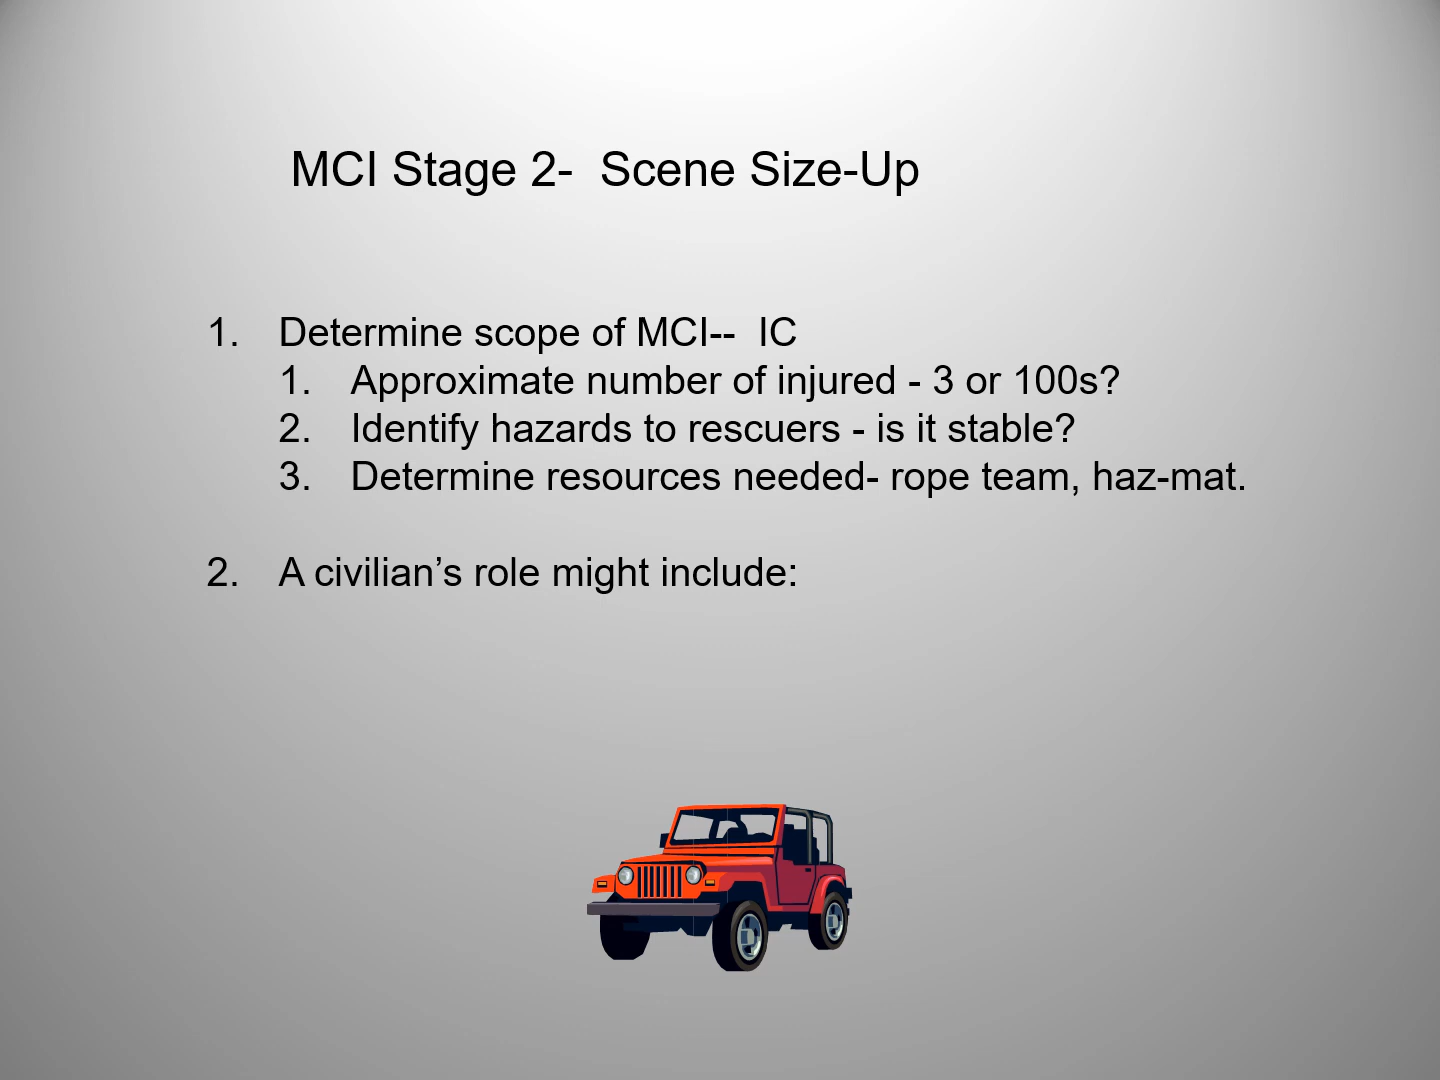 MCI Stage 2-  Scene Size-Up
1. Determine scope of MCI--  IC
1. Approximate number of injured - 3 or 100s?
2. Identify hazards to rescuers - is it stable?
3. Determine resources needed- rope team, haz-mat.
2. A civilian’s role might include: